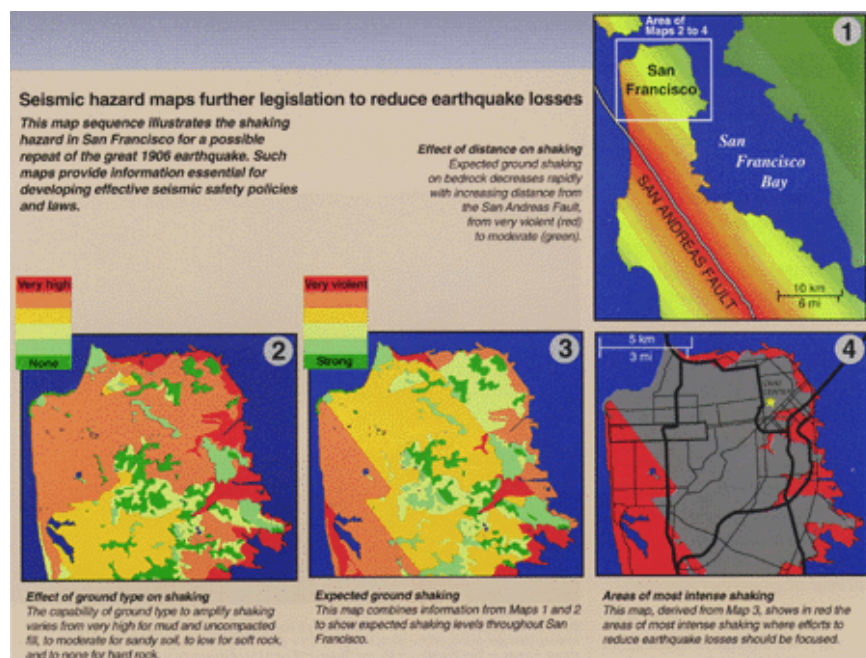 Area of
Maps 2 to 4
1
San
Francisco
Seismic hazard maps further legislation to reduce earthquake losses
This map sequence illustrates the shaking
hazard in San Francisco for a possible
repeat of the great 1906 earthquake. Such
maps provide information essential for
developing effective seismic safety policies
and laws.
Effect of distance on shaking
Expected ground shaking
on bedrock decreases rapidly
with increasing distance from
the San Andreas Fault,
from very violent (red)
to moderate (green).
San
Francisco
Bay
SAN ANDREAS FAULT
10 km
6 mi
Very high
None
2
Very violent
Strong
3
5 km
3 mi
4
CIVIC
CENTER
Effect of ground type on shaking
The capability of ground type to amplify shaking
varies from very high for mud and uncompacted
fill, to moderate for sandy soil, to low for soft rock,
and to none for hard rock.
Expected ground shaking
This map combines information from Maps 1 and 2
to show expected shaking levels throughout San
Francisco.
Areas of most intense shaking
This map, derived from Map 3, shows in red the
areas of most intense shaking where efforts to
reduce earthquake losses should be focused.